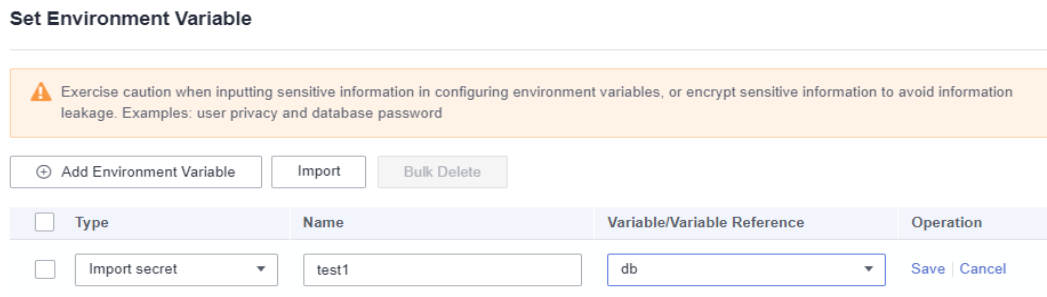 Set Environment Variable
Exercise caution when inputting sensitive information in configuring environment variables, or encrypt sensitive information to avoid information
leakage. Examples: user privacy and database password
Add Environment Variable Import Bulk Delete
Type Name Variable/Variable Reference Operation
Import secret test1 db Save Cancel